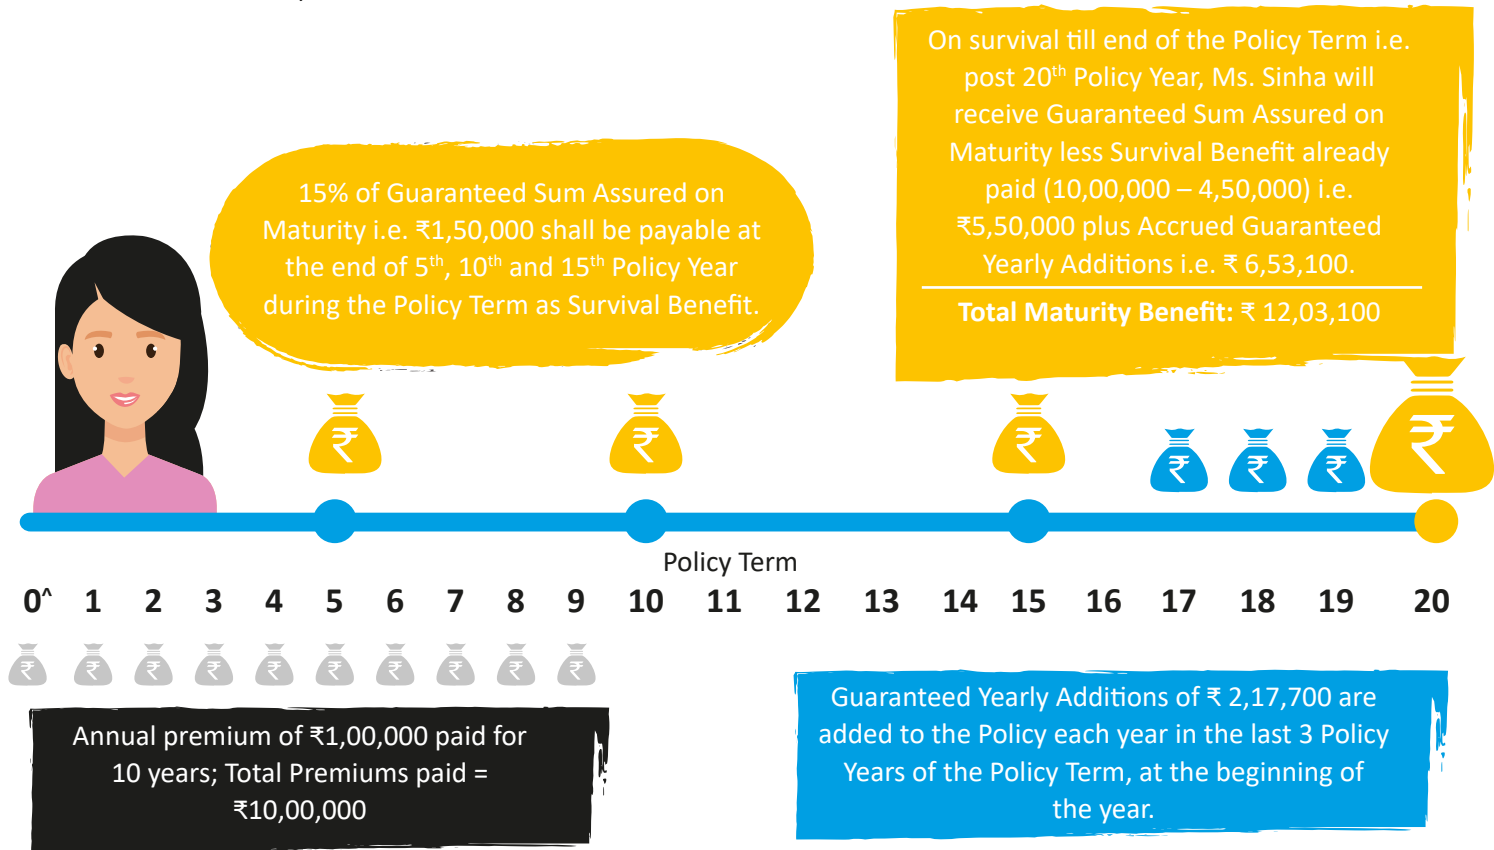 15% of Guaranteed Sum Assured on
Maturity i.e. ₹1,50,000 shall be payable at
the end of 5th, 10th and 15th Policy Year
during the Policy Term as Survival Benefit.
On survival till end of the Policy Term i.e.
post 20th Policy Year, Ms. Sinha will
receive Guaranteed Sum Assured on
Maturity less Survival Benefit already
paid (10,00,000 – 4,50,000) i.e.
₹5,50,000 plus Accrued Guaranteed
Yearly Additions i.e. ₹ 6,53,100.
Total Maturity Benefit: ₹ 12,03,100
₹ ₹ ₹ ₹ ₹ ₹ ₹
Policy Term
0^ 1 2 3 4 5 6 7 8 9 10 11 12 13 14 15 16 17 18 19 20
₹ ₹ ₹ ₹ ₹ ₹ ₹ ₹ ₹ ₹
Annual premium of ₹1,00,000 paid for
10 years; Total Premiums paid =
₹10,00,000
Guaranteed Yearly Additions of ₹ 2,17,700 are
added to the Policy each year in the last 3 Policy
Years of the Policy Term, at the beginning of
the year.